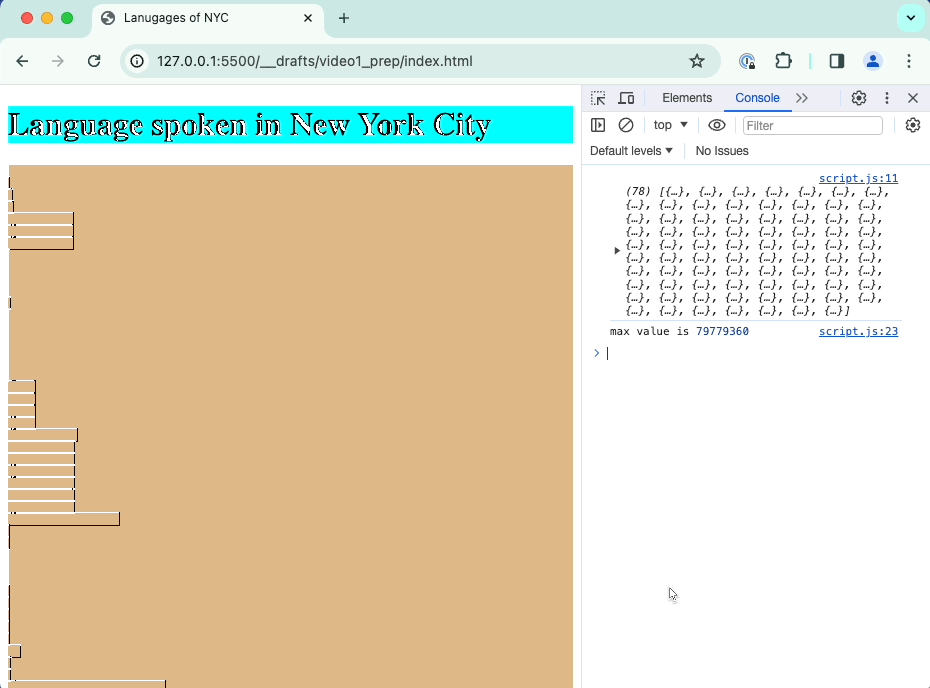 Lanugages of NYC
127.0.0.1:5500/__drafts/video1_prep/index.html
Language spoken in New York City
Elements Console
top Filter
Default levels No Issues
script.js:11
(78) [{…}, {…}, {…}, {…}, {…}, {…}, {…},
{…}, {…}, {…}, {…}, {…}, {…}, {…}, {…},
{…}, {…}, {…}, {…}, {…}, {…}, {…}, {…},
{…}, {…}, {…}, {…}, {…}, {…}, {…}, {…},
{…}, {…}, {…}, {…}, {…}, {…}, {…}, {…},
{…}, {…}, {…}, {…}, {…}, {…}, {…}, {…},
{…}, {…}, {…}, {…}, {…}, {…}, {…}, {…},
{…}, {…}, {…}, {…}, {…}, {…}, {…}, {…},
{…}, {…}, {…}, {…}, {…}, {…}, {…}, {…},
{…}, {…}, {…}, {…}, {…}, {…}, {…}]
max value is 79779360 script.js:23